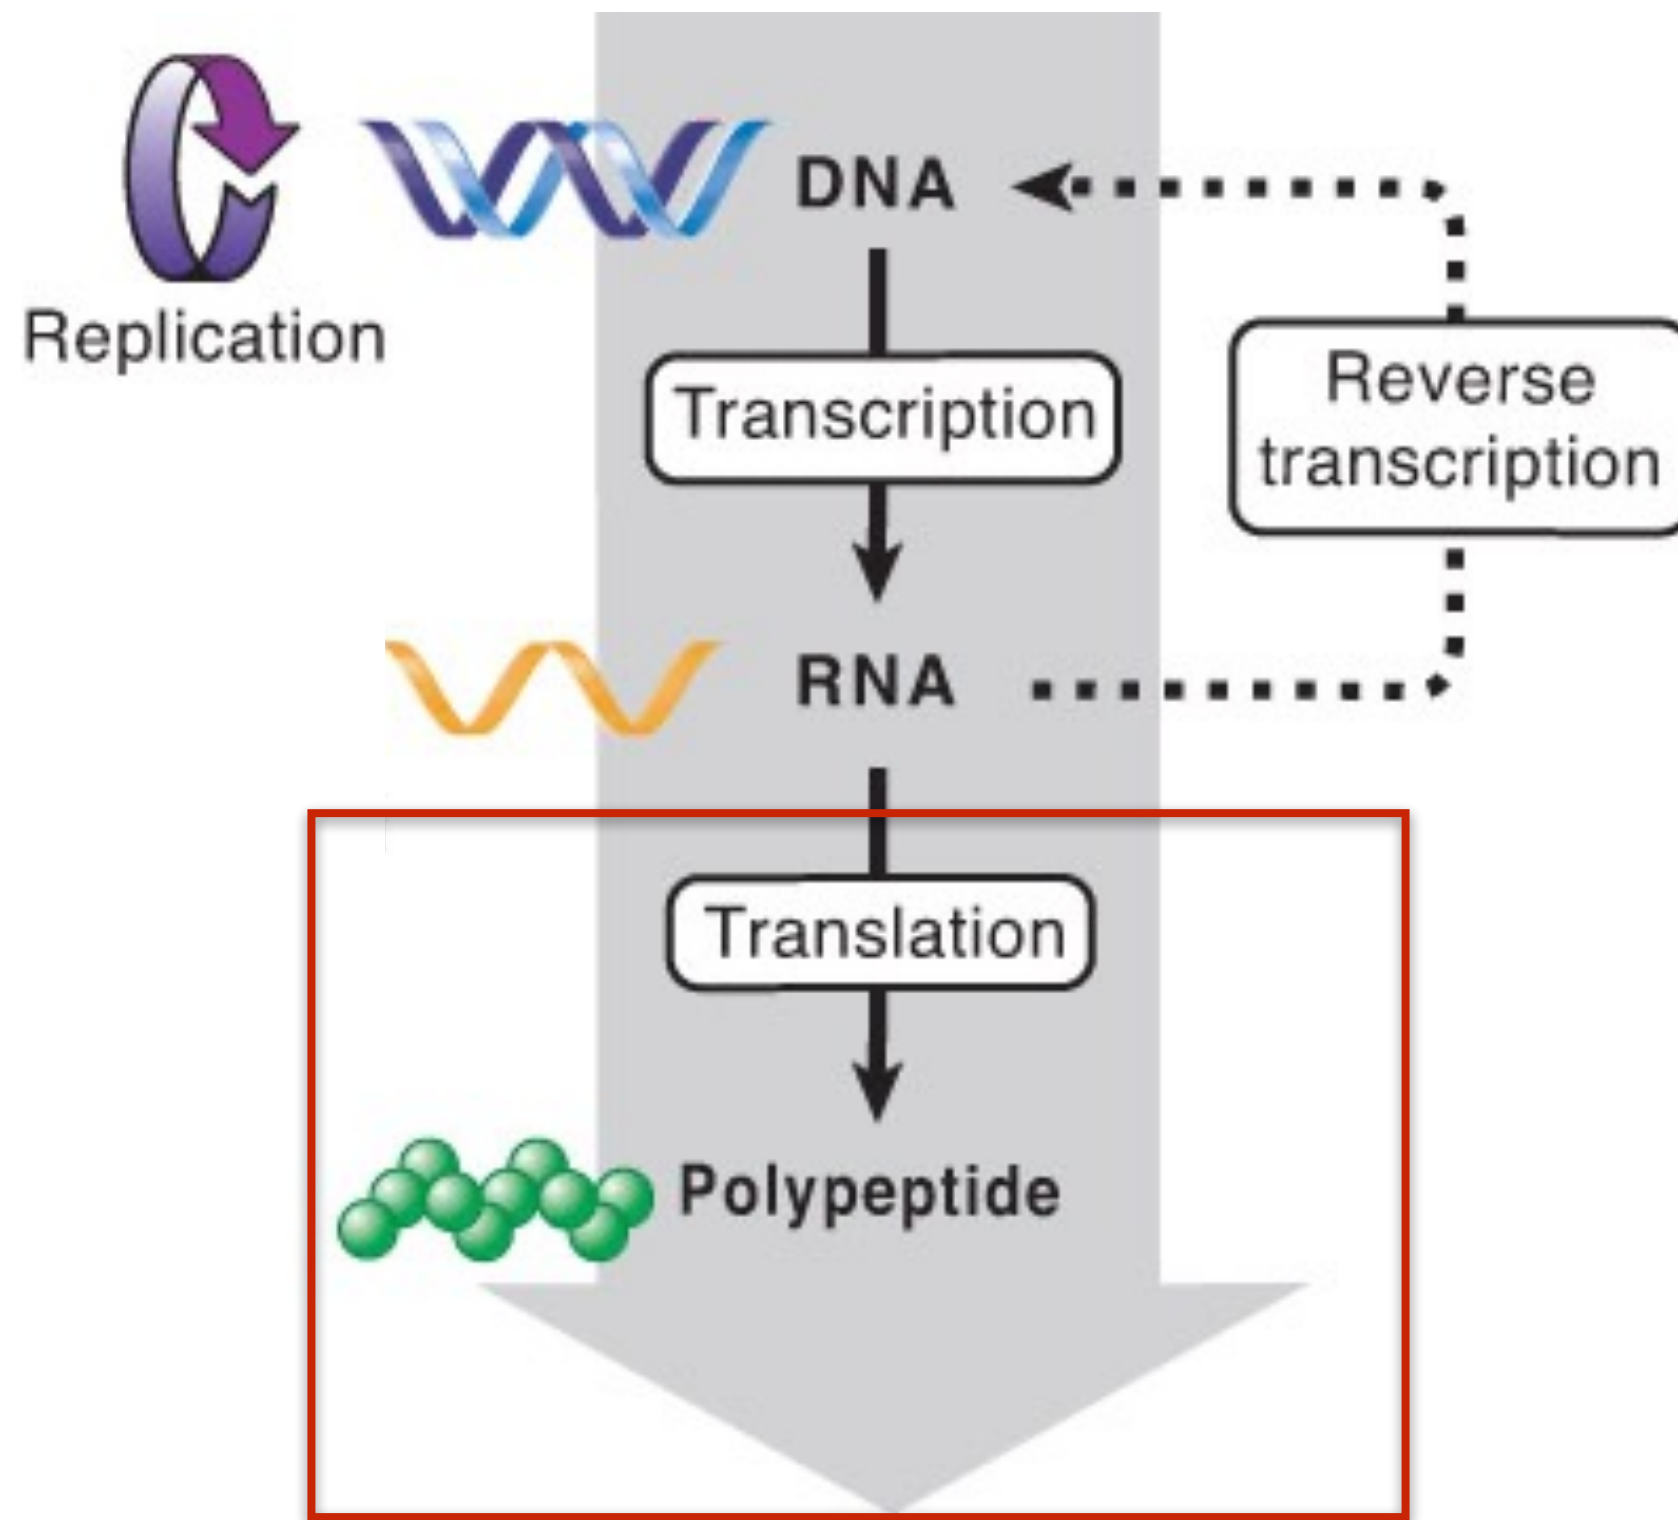 DNA
Replication
Transcription
Reverse
transcription
RNA
Translation
Polypeptide